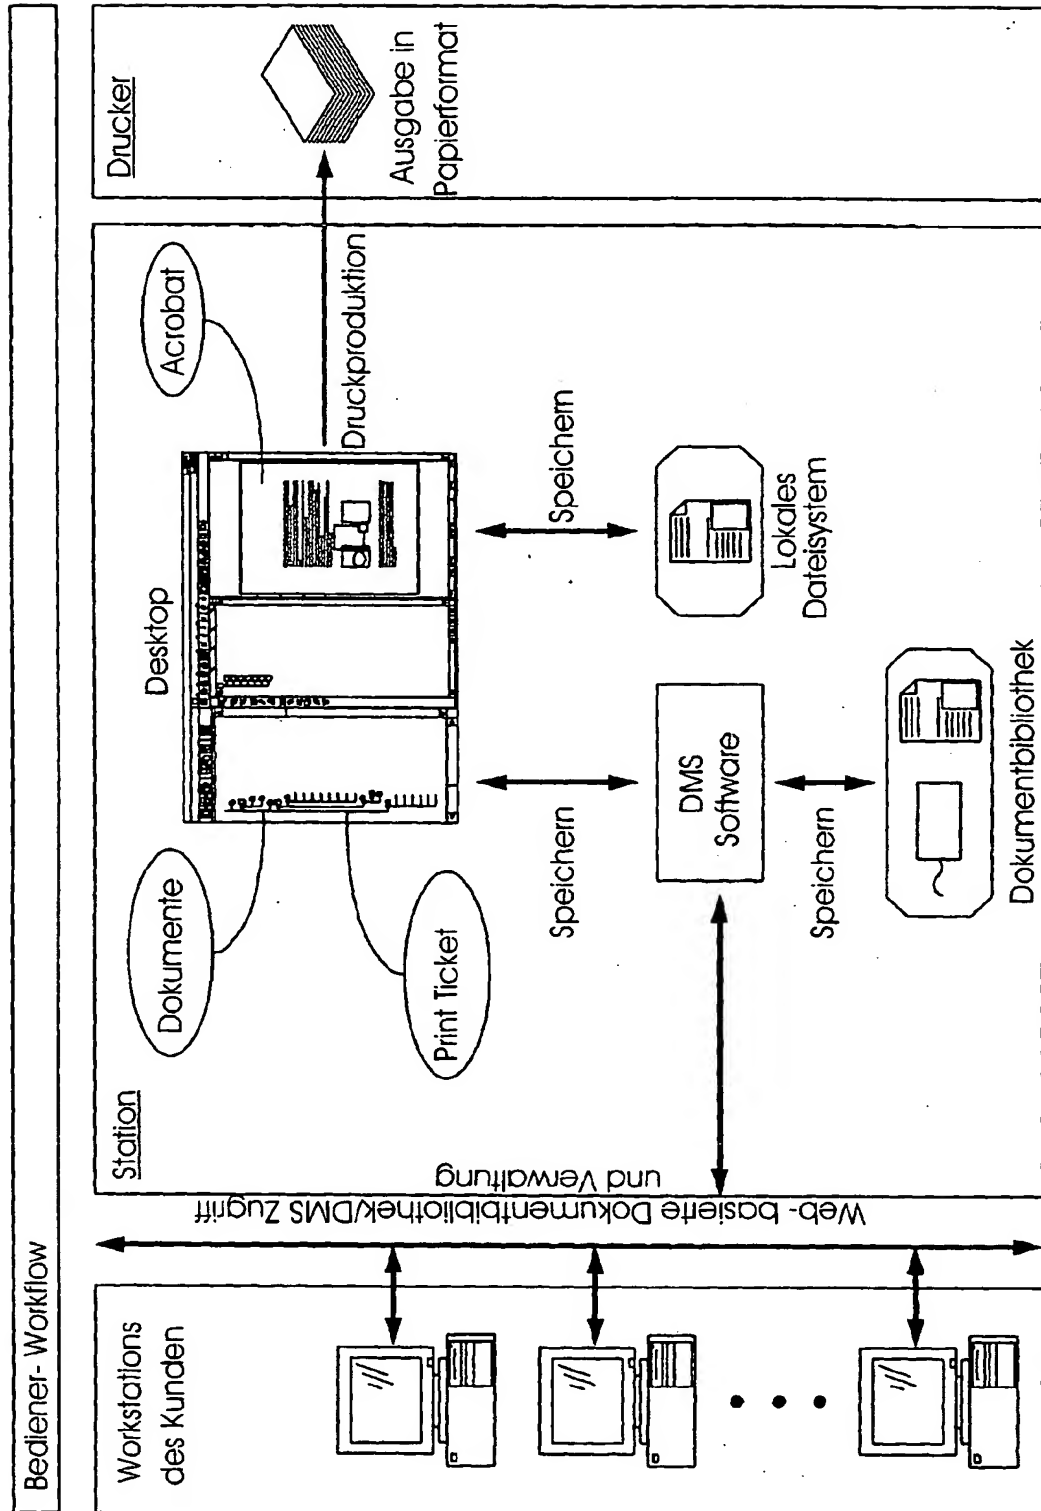 Bediener- Workflow
Workstations
des Kunden
Web- basierte Dokumentbibliothek/DMS Zugriff
und Verwaltung
Station
Dokumente
Print Ticket
Desktop
Acrobat
Druckproduktion
Speichern
Speichern
DMS
Software
Lokales
Dateisystem
Speichern
Dokumentbibliothek
Drucker
Ausgabe in
Papierformat